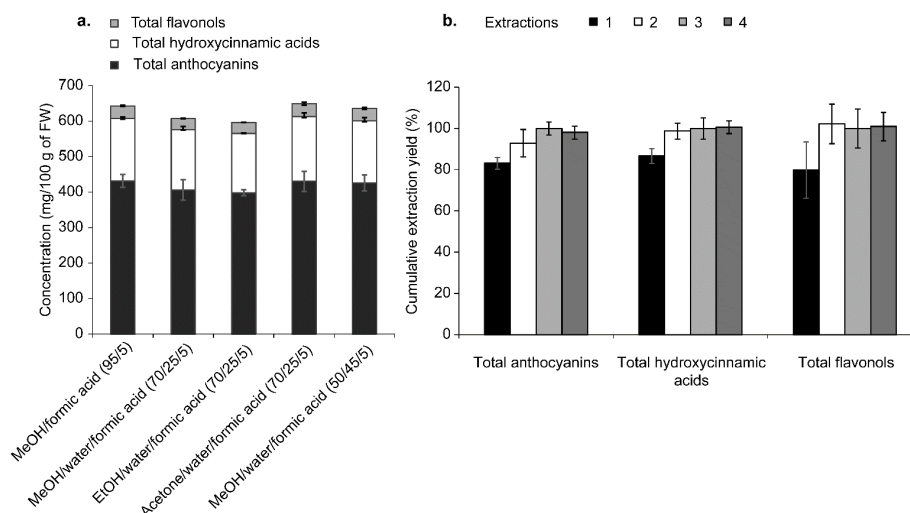 a.
Total flavonols
Total hydroxycinnamic acids
Total anthocyanins
Concentration (mg/100 g of FW)
700
600
500
400
300
200
100
0
MeOH/formic acid (95/5)
MeOH/water/formic acid (70/25/5)
EtOH/water/formic acid (70/25/5)
Acetone/water/formic acid (70/25/5)
MeOH/water/formic acid (50/45/5)
b.
Extractions 1 2 3 4
Cumulative extraction yield (%)
120
100
80
60
40
20
0
Total anthocyanins
Total hydroxycinnamic
acids
Total flavonols